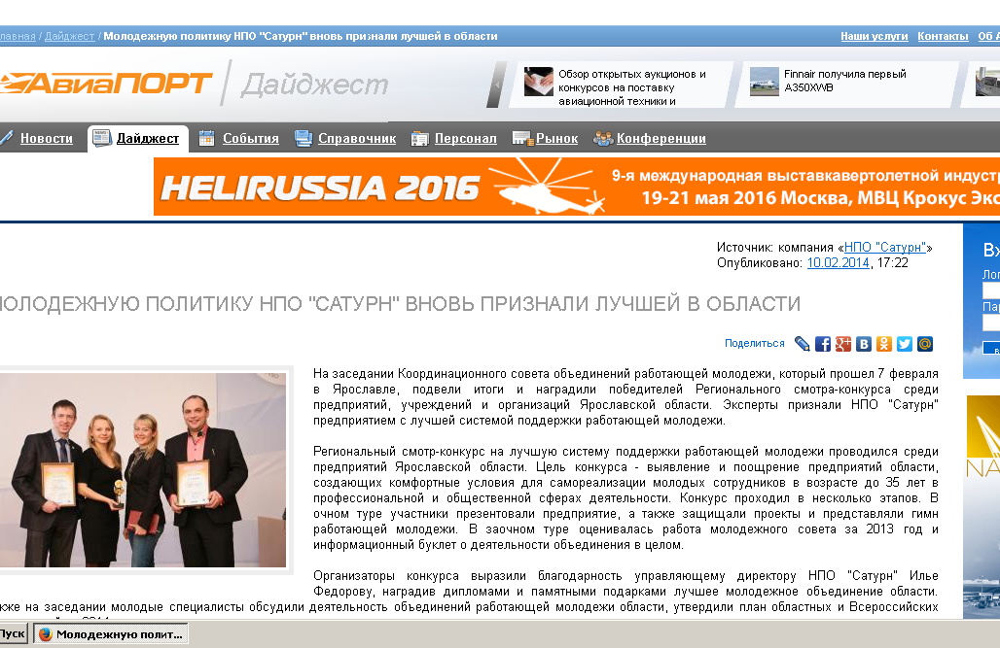 главная / Дайджест / Молодежную политику НПО "Сатурн" вновь признали лучшей в области
Наши услуги Контакты Об А
АвиаПОРТ Дайджест
Обзор открытых аукционов и
конкурсов на поставку
авиационной техники и
Finnair получила первый
A350XWB
Новости Дайджест События Справочник Персонал Рынок Конференции
HELIRUSSIA 2016
9-я международная выставкавертолетной индустр
19-21 мая 2016 Москва, МВЦ Крокус Экс
Источник: компания «НПО "Сатурн"»
Опубликовано: 10.02.2014, 17:22
Вх
Лог
Пар
в
МОЛОДЕЖНУЮ ПОЛИТИКУ НПО "САТУРН" ВНОВЬ ПРИЗНАЛИ ЛУЧШЕЙ В ОБЛАСТИ
Поделиться
На заседании Координационного совета объединений работающей молодежи, который прошел 7 февраля
в Ярославле, подвели итоги и наградили победителей Регионального смотра-конкурса среди
предприятий, учреждений и организаций Ярославской области. Эксперты признали НПО "Сатурн"
предприятием с лучшей системой поддержки работающей молодежи.
Региональный смотр-конкурс на лучшую систему поддержки работающей молодежи проводился среди
предприятий Ярославской области. Цель конкурса - выявление и поощрение предприятий области,
создающих комфортные условия для самореализации молодых сотрудников в возрасте до 35 лет в
профессиональной и общественной сферах деятельности. Конкурс проходил в несколько этапов. В
очном туре участники презентовали предприятие, а также защищали проекты и представляли гимн
работающей молодежи. В заочном туре оценивалась работа молодежного совета за 2013 год и
информационный буклет о деятельности объединения в целом.
Организаторы конкурса выразили благодарность управляющему директору НПО "Сатурн" Илье
Федорову, наградив дипломами и памятными подарками лучшее молодежное объединение области.
кже на заседании молодые специалисты обсудили деятельность объединений работающей молодежи области, утвердили план областных и Всероссийских
NA
Пуск Молодежную полит...